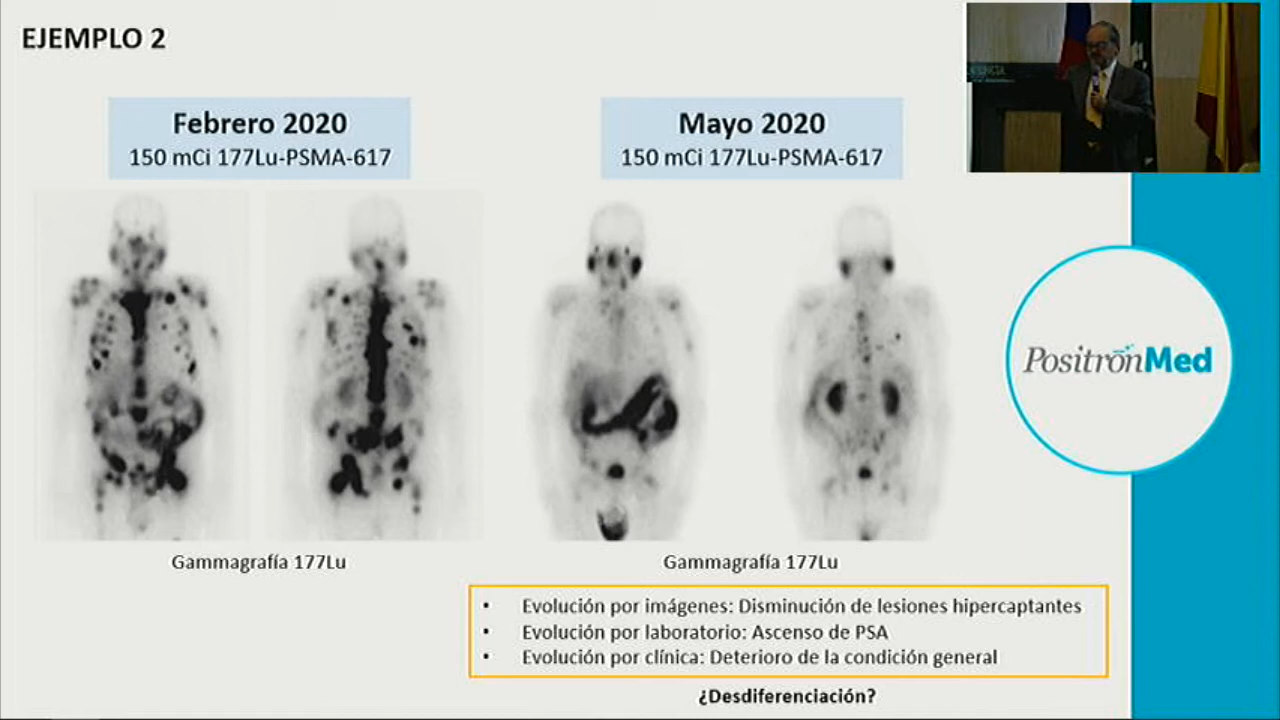 EJEMPLO 2
Febrero 2020
150 mCi 177Lu-PSMA-617
Mayo 2020
150 mCi 177Lu-PSMA-617
PositronMed
Gammagrafía 177Lu
Gammagrafía 177Lu
• Evolución por imágenes: Disminución de lesiones hipercaptantes
• Evolución por laboratorio: Ascenso de PSA
• Evolución por clínica: Deterioro de la condición general
¿Desdiferenciación?